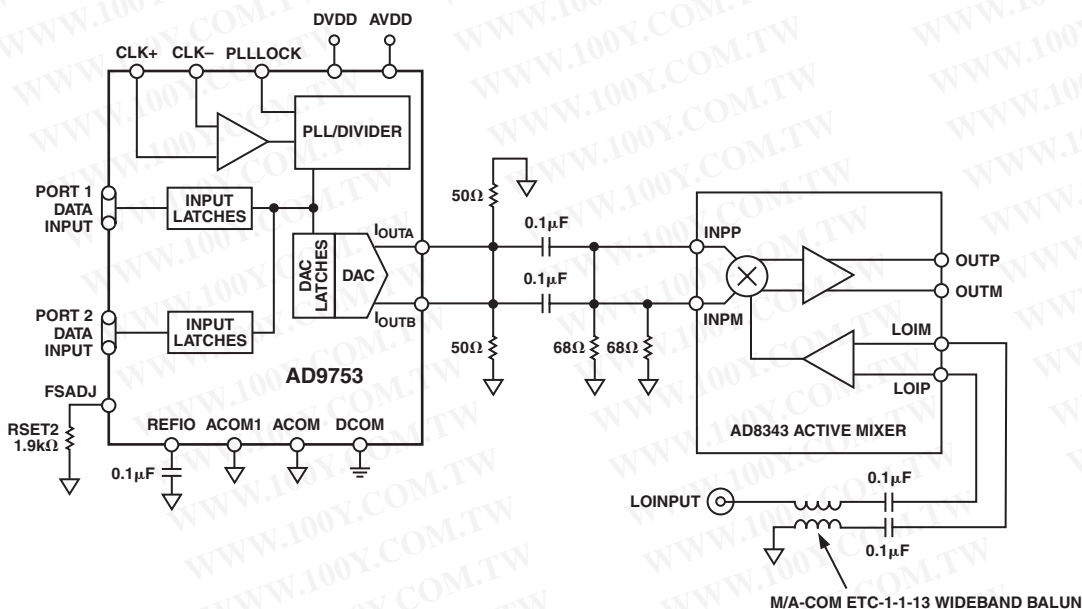 DVDD AVDD
CLK+ CLK– PLLLOCK
PLL/DIVIDER
PORT 1
DATA
INPUT
INPUT
LATCHES
PORT 2
DATA
INPUT
INPUT
LATCHES
DAC
LATCHES
DAC
IOUTA
IOUTB
AD9753
FSADJ
RSET2
1.9kΩ
REFIO ACOM1 ACOM DCOM
0.1μF
50Ω
50Ω
0.1μF
0.1μF
68Ω 68Ω
INPP
INPM
OUTP
OUTM
LOIM
LOIP
AD8343 ACTIVE MIXER
LOINPUT
0.1μF
0.1μF
M/A-COM ETC-1-1-13 WIDEBAND BALUN
WWW.100Y.COM.TW